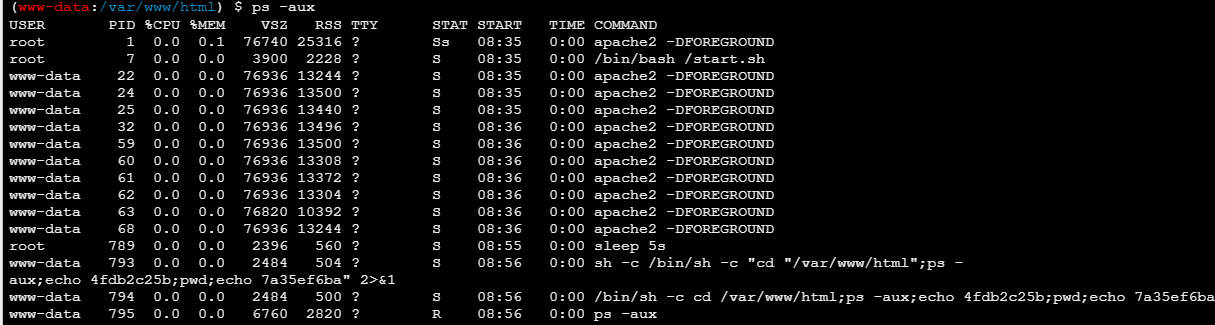 (www-data:/var/www/html) $ ps -aux
USER PID %CPU %MEM VSZ RSS TTY STAT START TIME COMMAND
root 1 0.0 0.1 76740 25316 ? Ss 08:35 0:00 apache2 -DFOREGROUND
root 7 0.0 0.0 3900 2228 ? S 08:35 0:00 /bin/bash /start.sh
www-data 22 0.0 0.0 76936 13244 ? S 08:35 0:00 apache2 -DFOREGROUND
www-data 24 0.0 0.0 76936 13500 ? S 08:35 0:00 apache2 -DFOREGROUND
www-data 25 0.0 0.0 76936 13440 ? S 08:35 0:00 apache2 -DFOREGROUND
www-data 32 0.0 0.0 76936 13496 ? S 08:36 0:00 apache2 -DFOREGROUND
www-data 59 0.0 0.0 76936 13500 ? S 08:36 0:00 apache2 -DFOREGROUND
www-data 60 0.0 0.0 76936 13308 ? S 08:36 0:00 apache2 -DFOREGROUND
www-data 61 0.0 0.0 76936 13372 ? S 08:36 0:00 apache2 -DFOREGROUND
www-data 62 0.0 0.0 76936 13304 ? S 08:36 0:00 apache2 -DFOREGROUND
www-data 63 0.0 0.0 76820 10392 ? S 08:36 0:00 apache2 -DFOREGROUND
www-data 68 0.0 0.0 76936 13244 ? S 08:36 0:00 apache2 -DFOREGROUND
root 789 0.0 0.0 2396 560 ? S 08:55 0:00 sleep 5s
www-data 793 0.0 0.0 2484 504 ? S 08:56 0:00 sh -c /bin/sh -c "cd "/var/www/html";ps -
aux;echo 4fdb2c25b;pwd;echo 7a35ef6ba" 2>&1
www-data 794 0.0 0.0 2484 500 ? S 08:56 0:00 /bin/sh -c cd /var/www/html;ps -aux;echo 4fdb2c25b;pwd;echo 7a35ef6ba
www-data 795 0.0 0.0 6760 2820 ? R 08:56 0:00 ps -aux